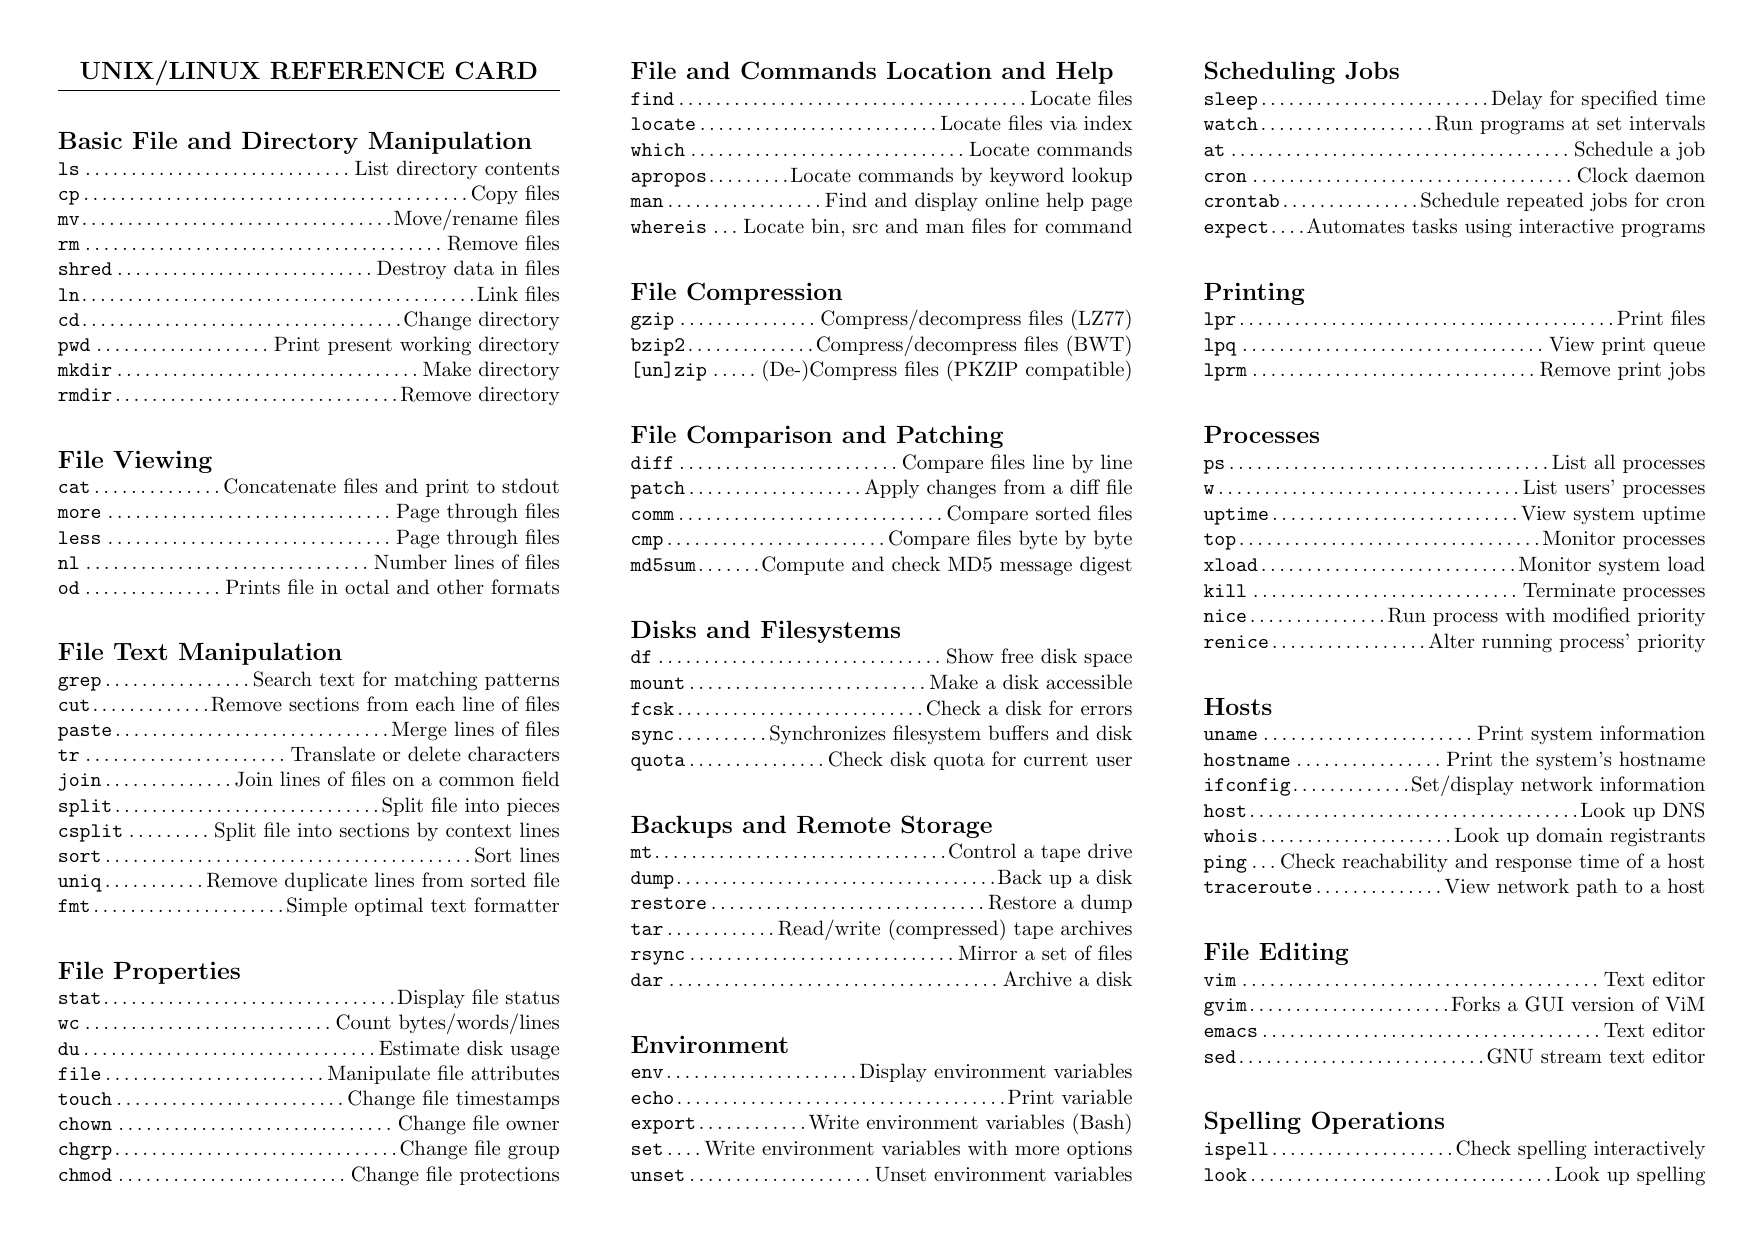 UNIX/LINUX REFERENCE CARD
Basic File and Directory Manipulation
ls ............................ List directory contents
cp ......................................... Copy files
mv ................................. Move/rename files
rm ...................................... Remove files
shred ........................... Destroy data in files
ln .......................................... Link files
cd .................................. Change directory
pwd ................... Print present working directory
mkdir ................................ Make directory
rmdir .............................. Remove directory
File Viewing
cat .............. Concatenate files and print to stdout
more ............................... Page through files
less ............................... Page through files
nl .............................. Number lines of files
od ............... Prints file in octal and other formats
File Text Manipulation
grep ................ Search text for matching patterns
cut ............. Remove sections from each line of files
paste ............................. Merge lines of files
tr ...................... Translate or delete characters
join .............. Join lines of files on a common field
split ............................. Split file into pieces
csplit ......... Split file into sections by context lines
sort ....................................... Sort lines
uniq ........... Remove duplicate lines from sorted file
fmt ..................... Simple optimal text formatter
File Properties
stat ............................... Display file status
wc .......................... Count bytes/words/lines
du ............................... Estimate disk usage
file ....................... Manipulate file attributes
touch ........................ Change file timestamps
chown ............................. Change file owner
chgrp .............................. Change file group
chmod ........................ Change file protections
File and Commands Location and Help
find ..................................... Locate files
locate ......................... Locate files via index
which ............................. Locate commands
apropos ......... Locate commands by keyword lookup
man ................. Find and display online help page
whereis ... Locate bin, src and man files for command
File Compression
gzip ............... Compress/decompress files (LZ77)
bzip2 .............. Compress/decompress files (BWT)
[un]zip ..... (De-)Compress files (PKZIP compatible)
File Comparison and Patching
diff ........................ Compare files line by line
patch ................... Apply changes from a diff file
comm ............................ Compare sorted files
cmp ........................ Compare files byte by byte
md5sum ....... Compute and check MD5 message digest
Disks and Filesystems
df .............................. Show free disk space
mount ......................... Make a disk accessible
fcsk .......................... Check a disk for errors
sync .......... Synchronizes filesystem buffers and disk
quota ............... Check disk quota for current user
Backups and Remote Storage
mt ............................... Control a tape drive
dump .................................. Back up a disk
restore ............................. Restore a dump
tar ............ Read/write (compressed) tape archives
rsync ............................ Mirror a set of files
dar ................................... Archive a disk
Environment
env ..................... Display environment variables
echo ................................... Print variable
export ............ Write environment variables (Bash)
set .... Write environment variables with more options
unset .................... Unset environment variables
Scheduling Jobs
sleep ......................... Delay for specified time
watch ................... Run programs at set intervals
at .................................... Schedule a job
cron .................................. Clock daemon
crontab ............... Schedule repeated jobs for cron
expect .... Automates tasks using interactive programs
Printing
lpr ........................................ Print files
lpq ................................ View print queue
lprm .............................. Remove print jobs
Processes
ps .................................. List all processes
w ................................ List users' processes
uptime .......................... View system uptime
top ................................ Monitor processes
xload ............................ Monitor system load
kill ............................ Terminate processes
nice ............... Run process with modified priority
renice ................. Alter running process' priority
Hosts
uname ...................... Print system information
hostname ................ Print the system's hostname
ifconfig ............. Set/display network information
host ................................... Look up DNS
whois ..................... Look up domain registrants
ping ... Check reachability and response time of a host
traceroute .............. View network path to a host
File Editing
vim ...................................... Text editor
gvim ..................... Forks a GUI version of ViM
emacs .................................... Text editor
sed .......................... GNU stream text editor
Spelling Operations
ispell .................... Check spelling interactively
look ................................ Look up spelling